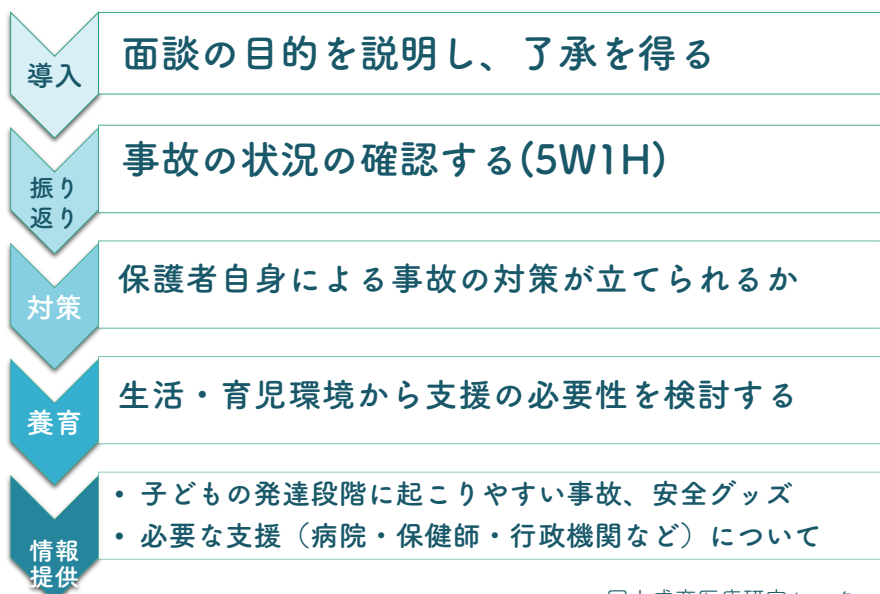 導入
面談の目的を説明し、了承を得る
振り
返り
事故の状況の確認する(5W1H)
対策
保護者自身による事故の対策が立てられるか
養育
生活・育児環境から支援の必要性を検討する
情報
提供
• 子どもの発達段階に起こりやすい事故、安全グッズ
• 必要な支援（病院・保健師・行政機関など）について